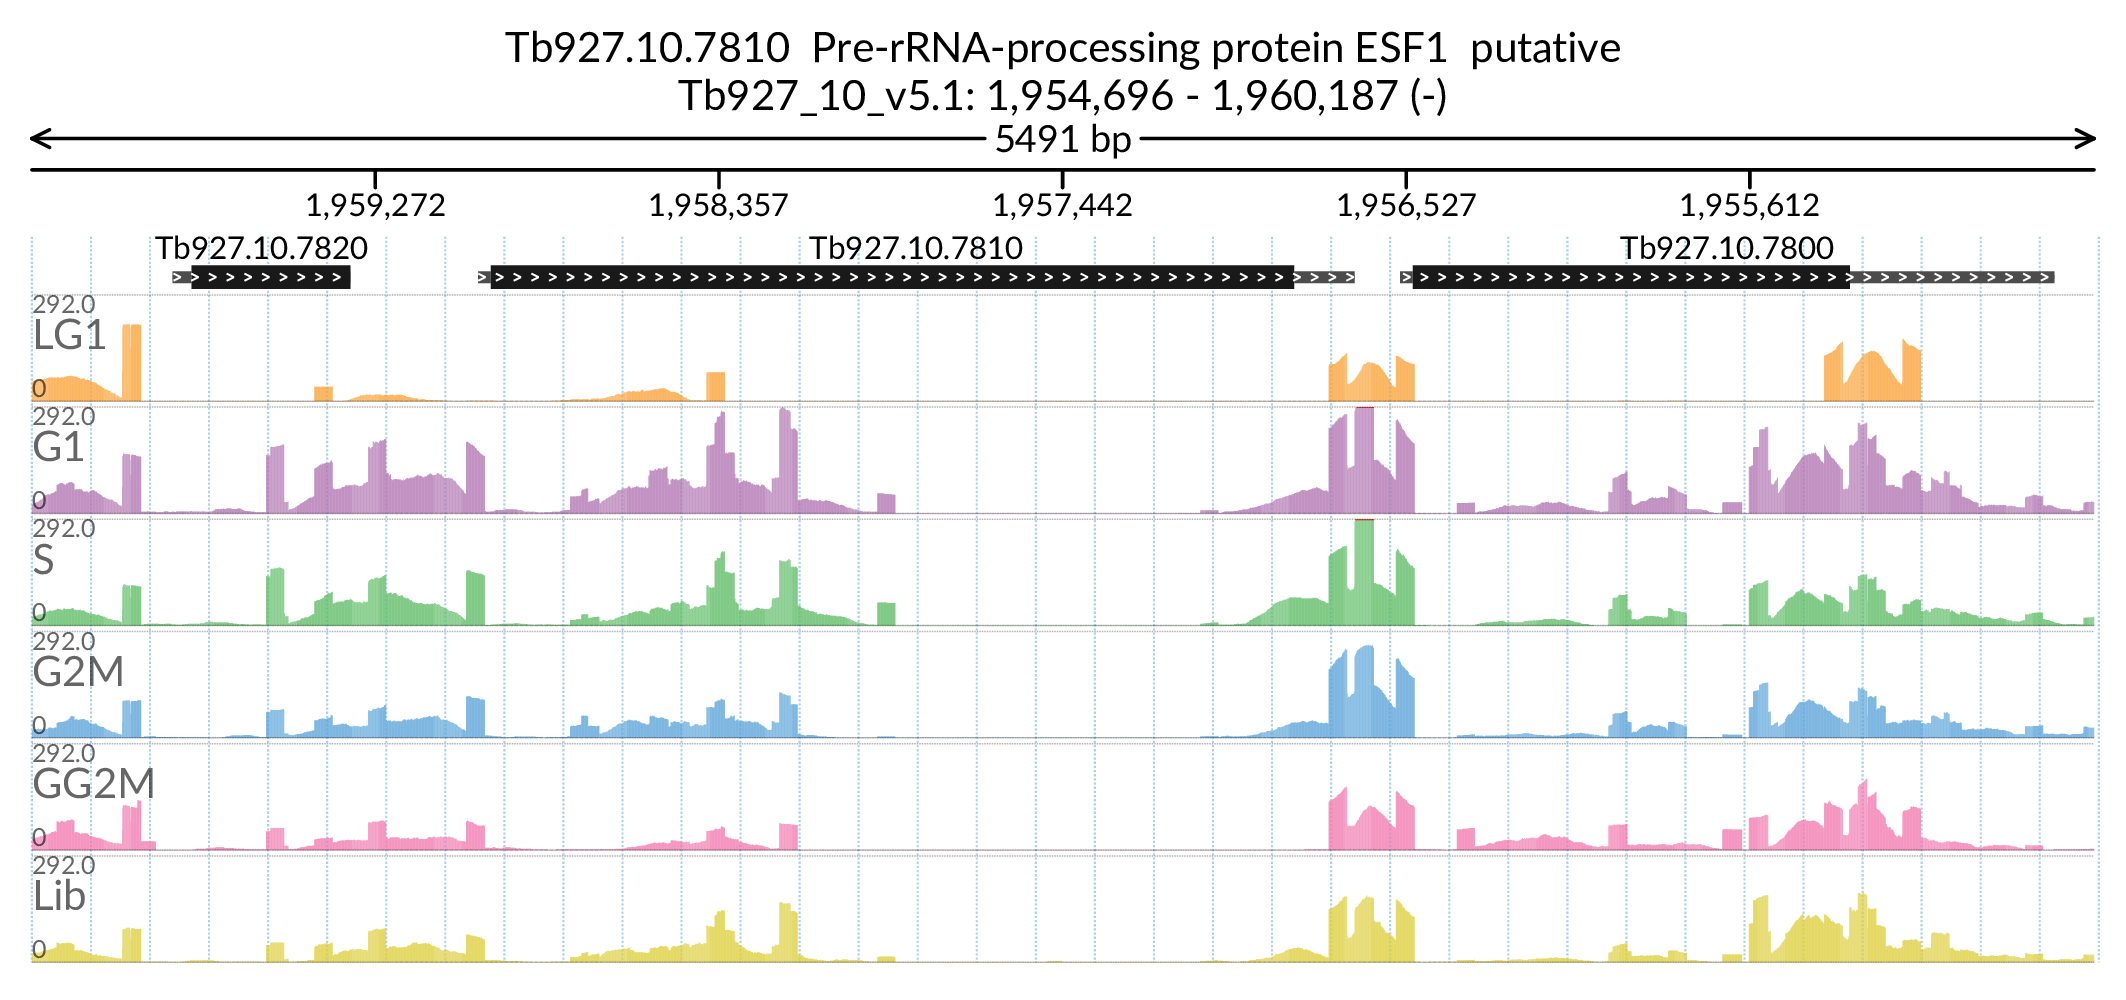 Tb927.10.7810  Pre-rRNA-processing protein ESF1  putative
Tb927_10_v5.1: 1,954,696 - 1,960,187 (-)
5491 bp
1,959,272 1,958,357 1,957,442 1,956,527 1,955,612
Tb927.10.7820 Tb927.10.7810 Tb927.10.7800
292.0
LG1
0
292.0
G1
0
292.0
S
0
292.0
G2M
0
292.0
GG2M
0
292.0
Lib
0